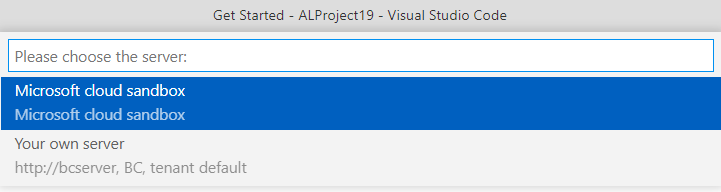 Get Started - ALProject19 - Visual Studio Code
Please choose the server:
Microsoft cloud sandbox
Microsoft cloud sandbox
Your own server
http://bcserver, BC, tenant default